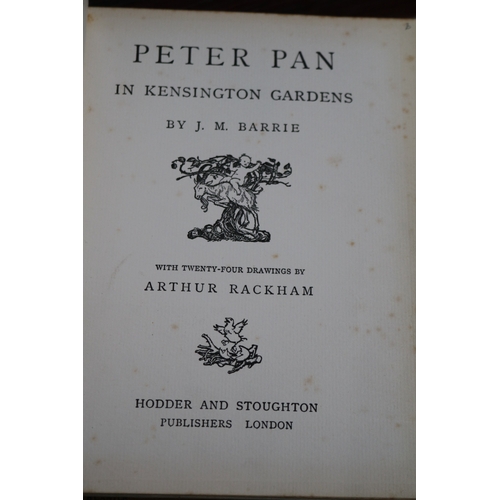 2
PETER PAN
IN KENSINGTON GARDENS
BY J. M. BARRIE
WITH TWENTY-FOUR DRAWINGS BY
ARTHUR RACKHAM
HODDER AND STOUGHTON
PUBLISHERS LONDON